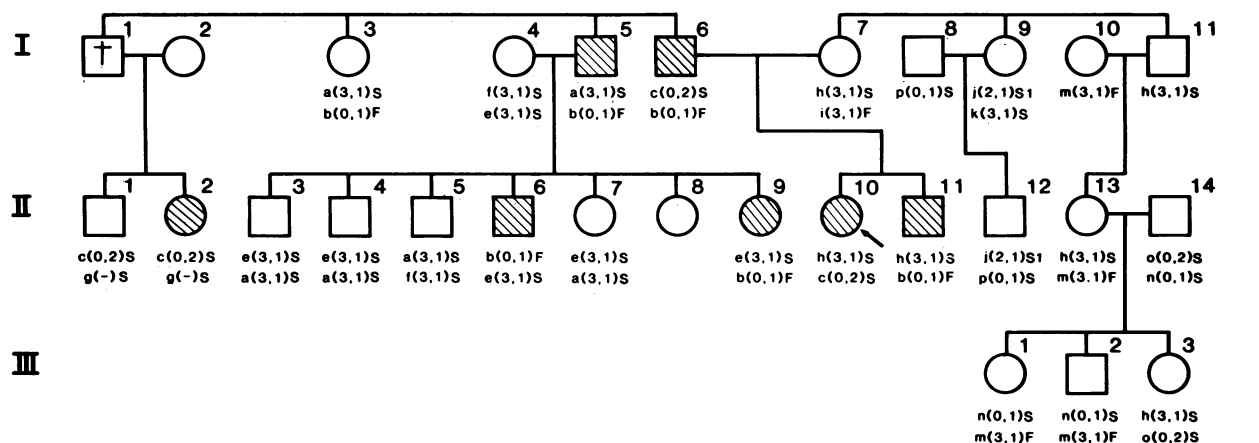 I 1 2 3 4 5 6 7 8 9 10 11
a(3,1)S f(3,1)S a(3,1)S c(0,2)S h(3,1)S p(0,1)S j(2,1)S1 m(3,1)F h(3,1)S
b(0,1)F e(3,1)S b(0,1)F b(0,1)F i(3,1)F k(3,1)S
II 1 2 3 4 5 6 7 8 9 10 11 12 13 14
c(0,2)S c(0,2)S e(3,1)S e(3,1)S a(3,1)S b(0,1)F e(3,1)S e(3,1)S h(3,1)S h(3,1)S j(2,1)S1 h(3,1)S o(0,2)S
g(-)S g(-)S a(3,1)S a(3,1)S f(3,1)S e(3,1)S a(3,1)S b(0,1)F c(0,2)S b(0,1)F p(0,1)S m(3.1)F n(0,1)S
III 1 2 3
n(0,1)S n(0,1)S h(3,1)S
m(3,1)F m(3,1)F o(0,2)S